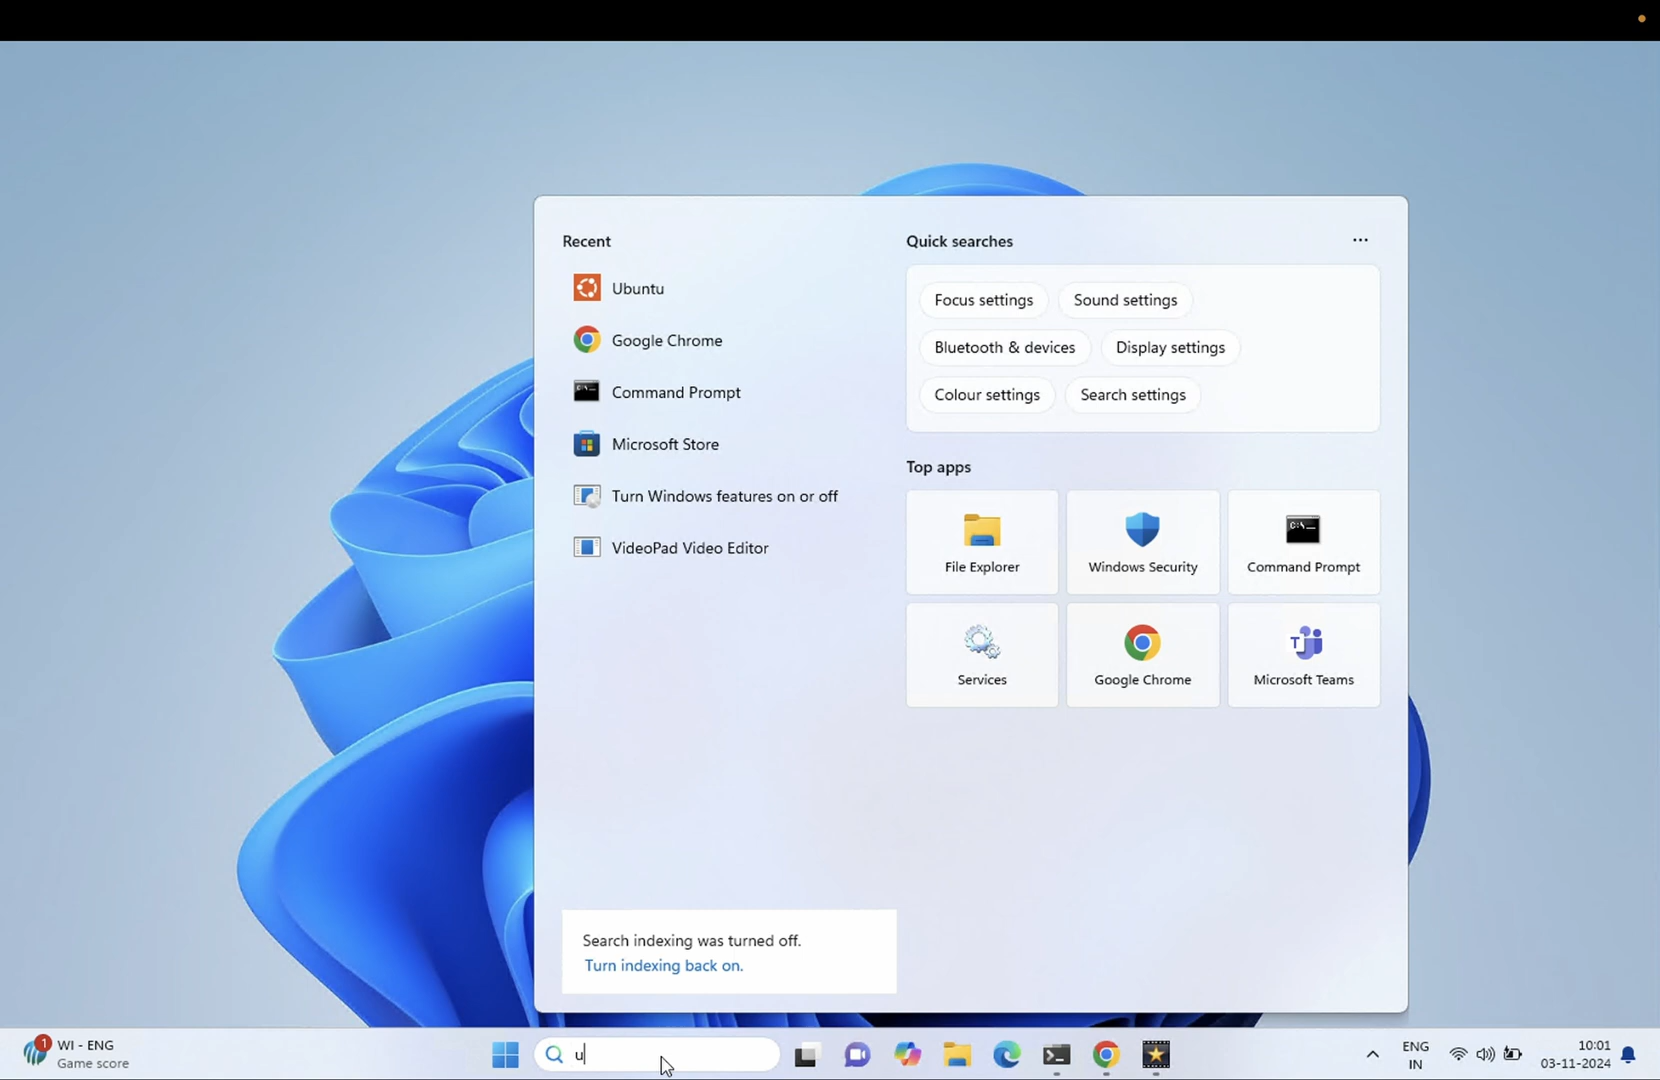 Recent
Ubuntu
Google Chrome
Command Prompt
Microsoft Store
Turn Windows features on or off
VideoPad Video Editor
Quick searches
Focus settings
Sound settings
Bluetooth & devices
Display settings
Colour settings
Search settings
Top apps
File Explorer
Windows Security
Command Prompt
Services
Google Chrome
Microsoft Teams
Search indexing was turned off.
Turn indexing back on.
1
WI - ENG
Game score
u
ENG
IN
10:01
03-11-2024